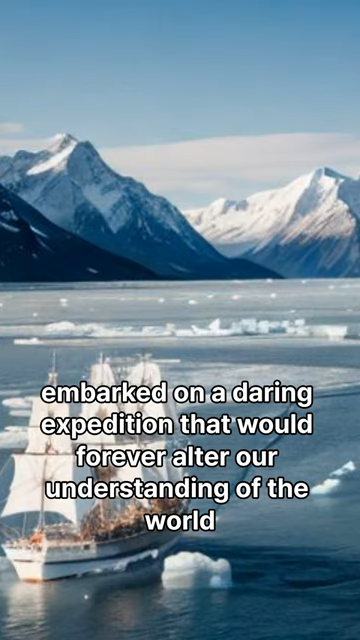 embarked on a daring
expedition that would
forever alter our
understanding of the
world